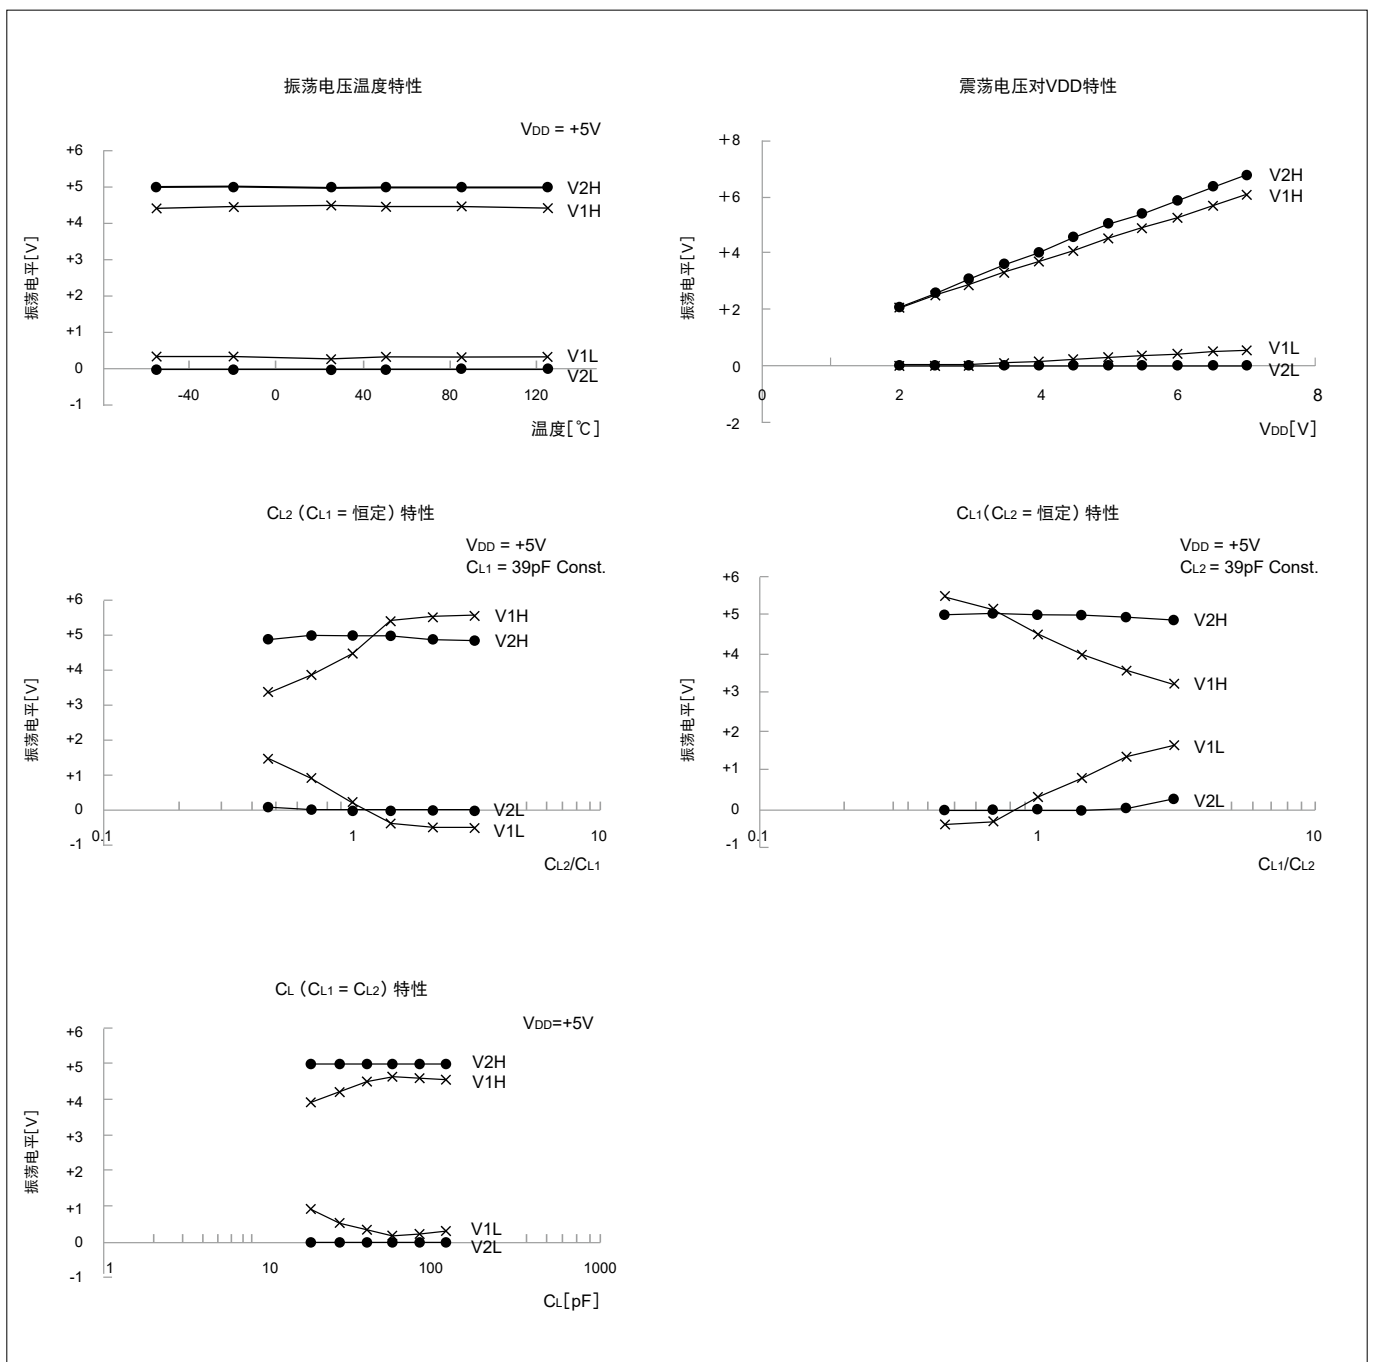 振荡电压温度特性
VDD = +5V
+6
+5
+4
+3
+2
+1
0
-1
振荡电平[V]
V2H
V1H
V1L
V2L
-40
0
40
80
120
温度[℃]
震荡电压对VDD特性
+8
+6
+4
+2
0
-2
振荡电平[V]
V2H
V1H
V1L
V2L
0
2
4
6
8
VDD[V]
CL2 (CL1 = 恒定) 特性
VDD = +5V
CL1 = 39pF Const.
+6
+5
+4
+3
+2
+1
0
-1
振荡电平[V]
V1H
V2H
V2L
V1L
0.1
1
10
CL2/CL1
CL1(CL2 = 恒定) 特性
VDD = +5V
CL2 = 39pF Const.
+6
+5
+4
+3
+2
+1
0
-1
振荡电平[V]
V2H
V1H
V1L
V2L
0.1
1
10
CL1/CL2
CL (CL1 = CL2) 特性
VDD=+5V
+6
+5
+4
+3
+2
+1
0
-1
振荡电平[V]
V2H
V1H
V1L
V2L
1
10
100
1000
CL[pF]